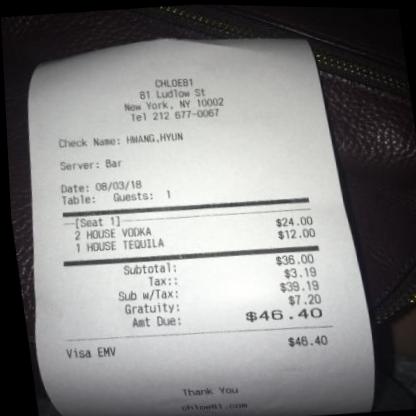 CHLOE81
81 Ludlow St
New York, NY 10002
Tel 212 677-0067
Check Name: HWANG,HYUN
Server: Bar
Date: 08/03/18
Table: Guests: 1
[Seat 1]
2 HOUSE VODKA $24.00
1 HOUSE TEQUILA $12.00
Subtotal: $36.00
Tax:: $3.19
Sub w/Tax: $39.19
Gratuity: $7.20
Amt Due: $46.40
Visa EMV $46.40
Thank You
chloe81.com